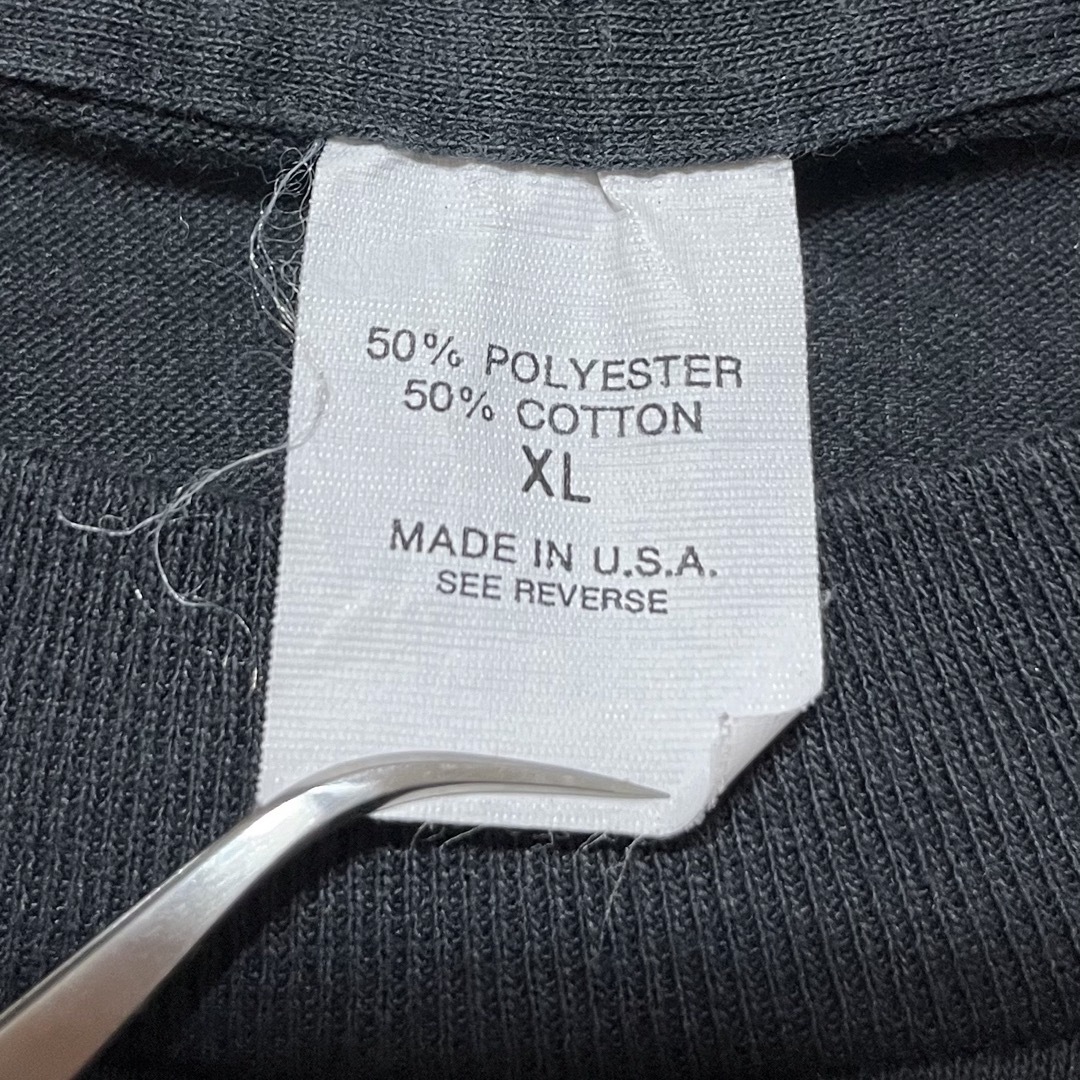 50% POLYESTER
50% COTTON
XL
MADE IN U.S.A.
SEE REVERSE